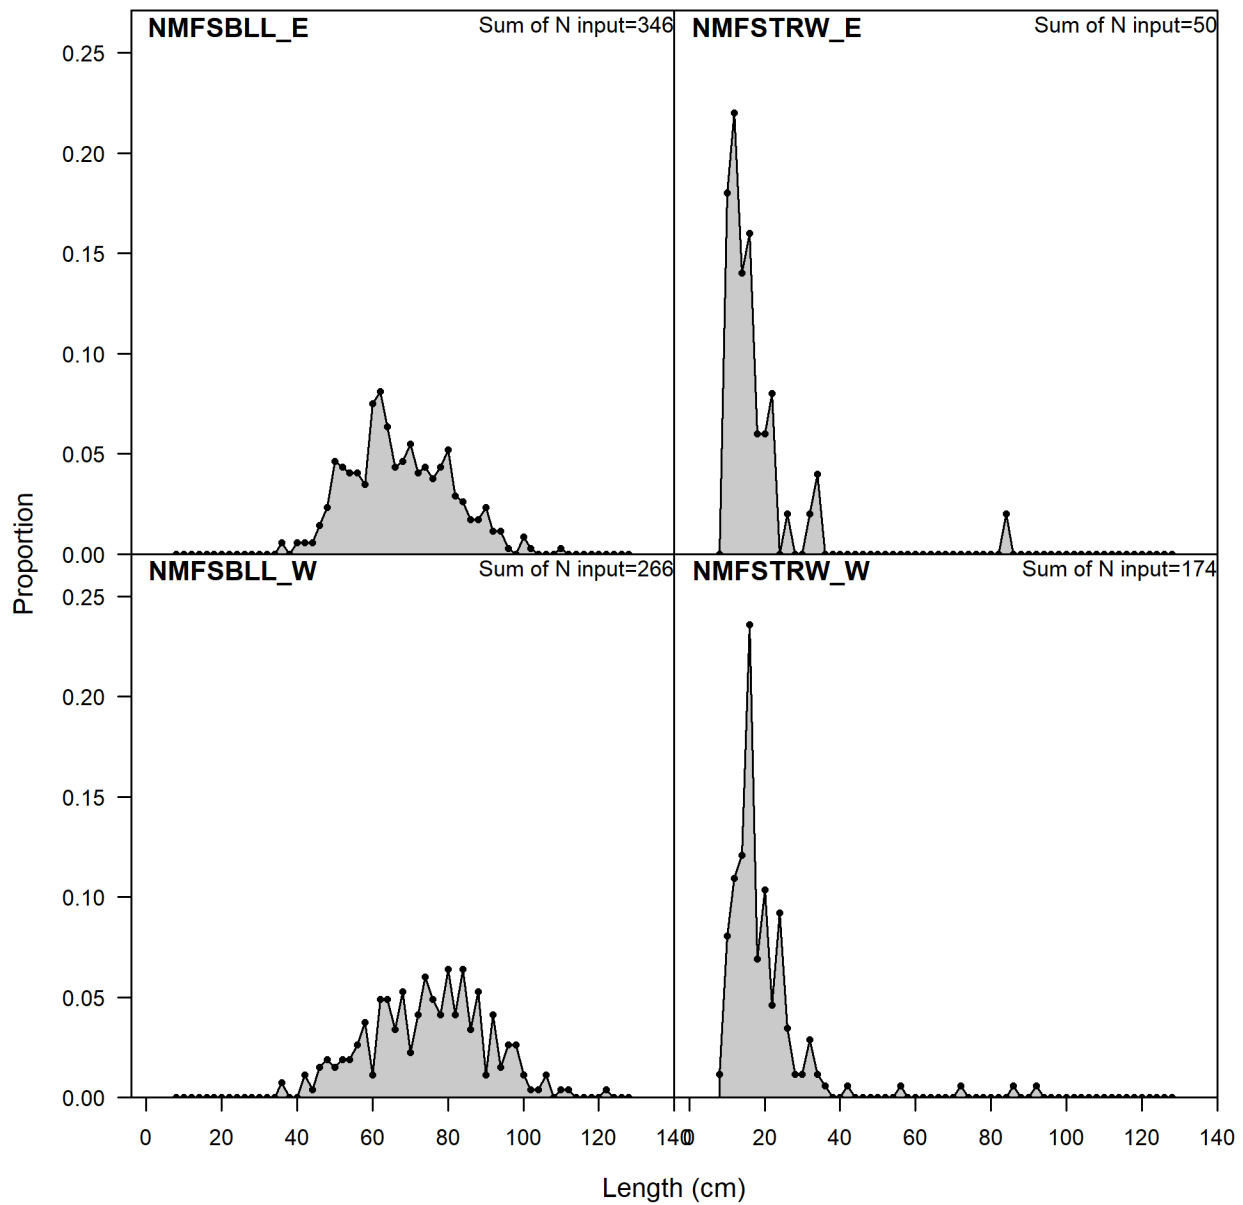 NMFSBLL_E
Sum of N input=346
NMFSTRW_E
Sum of N input=50
0.25
0.20
0.15
0.10
0.05
0.00
NMFSBLL_W
Sum of N input=266
NMFSTRW_W
Sum of N input=174
0.25
0.20
0.15
0.10
0.05
0.00
Proportion
0 20 40 60 80 100 120 140
0 20 40 60 80 100 120 140
Length (cm)